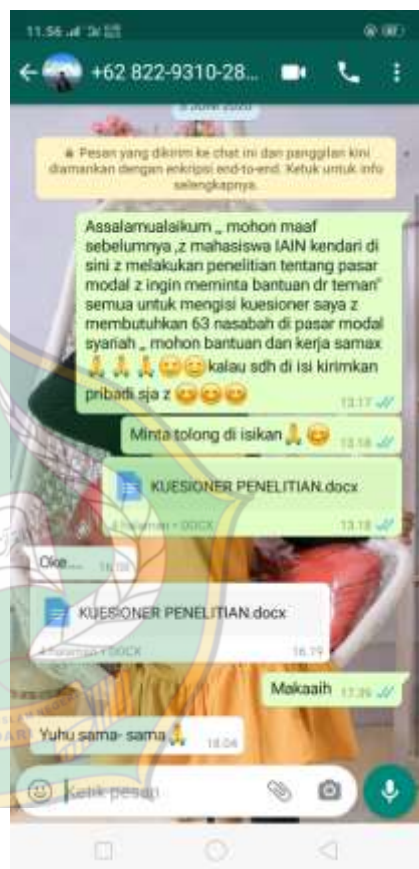 11.56
+62 822-9310-28...
5 JUNI 2020
Pesan yang dikirim ke chat ini dan panggilan kini
diamankan dengan enkripsi end-to-end. Ketuk untuk info
selengkapnya.
Assalamualaikum .. mohon maaf
sebelumnya ,z mahasiswa IAIN kendari di
sini z melakukan penelitian tentang pasar
modal z ingin meminta bantuan dr teman"
semua untuk mengisi kuesioner saya z
membutuhkan 63 nasabah di pasar modal
syariah .. mohon bantuan dan kerja samax
🙏🙏🙏😊😊kalau sdh di isi kirimkan
pribadi sja z 😊😊😊
13.17
Minta tolong di isikan🙏😊 13.18
KUESIONER PENELITIAN.docx
4 halaman • DOCX 13.18
Oke....
KUESIONER PENELITIAN.docx
4 halaman • DOCX 16.19
Makaaih 17.39
Yuhu sama- sama🙏 18.04
Ketik pesan